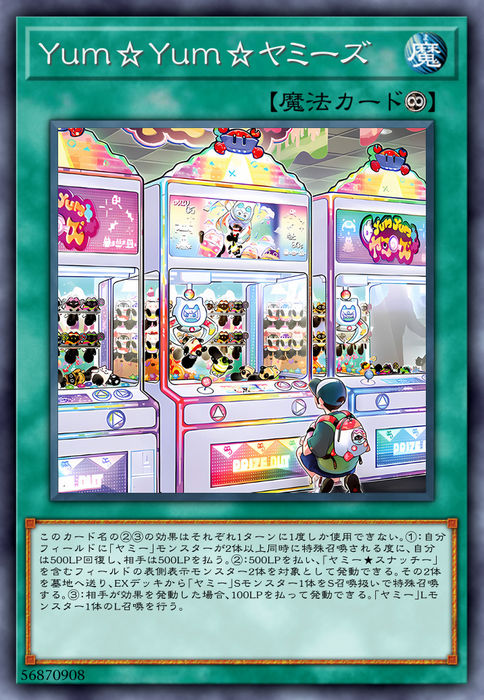 Yum☆Yum☆ヤミーズ
魔
【魔法カード♾】
Yum Yum
ヤミーズ
PRIZE OUT
PRIZE OUT
このカード名の②③の効果はそれぞれ1ターンに1度しか使用できない。①:自分
フィールドに「ヤミー」モンスターが2体以上同時に特殊召喚される度に、自分
は500LP回復し、相手は500LPを払う。②:500LPを払い、「ヤミー★スナッチー」
を含むフィールドの表側表示モンスター2体を対象として発動できる。その2体
を墓地へ送り、EXデッキから「ヤミー」Sモンスター1体をS召喚扱いで特殊召喚
する。③:相手が効果を発動した場合、100LPを払って発動できる。「ヤミー」Lモ
ンスター1体のL召喚を行う。
56870908